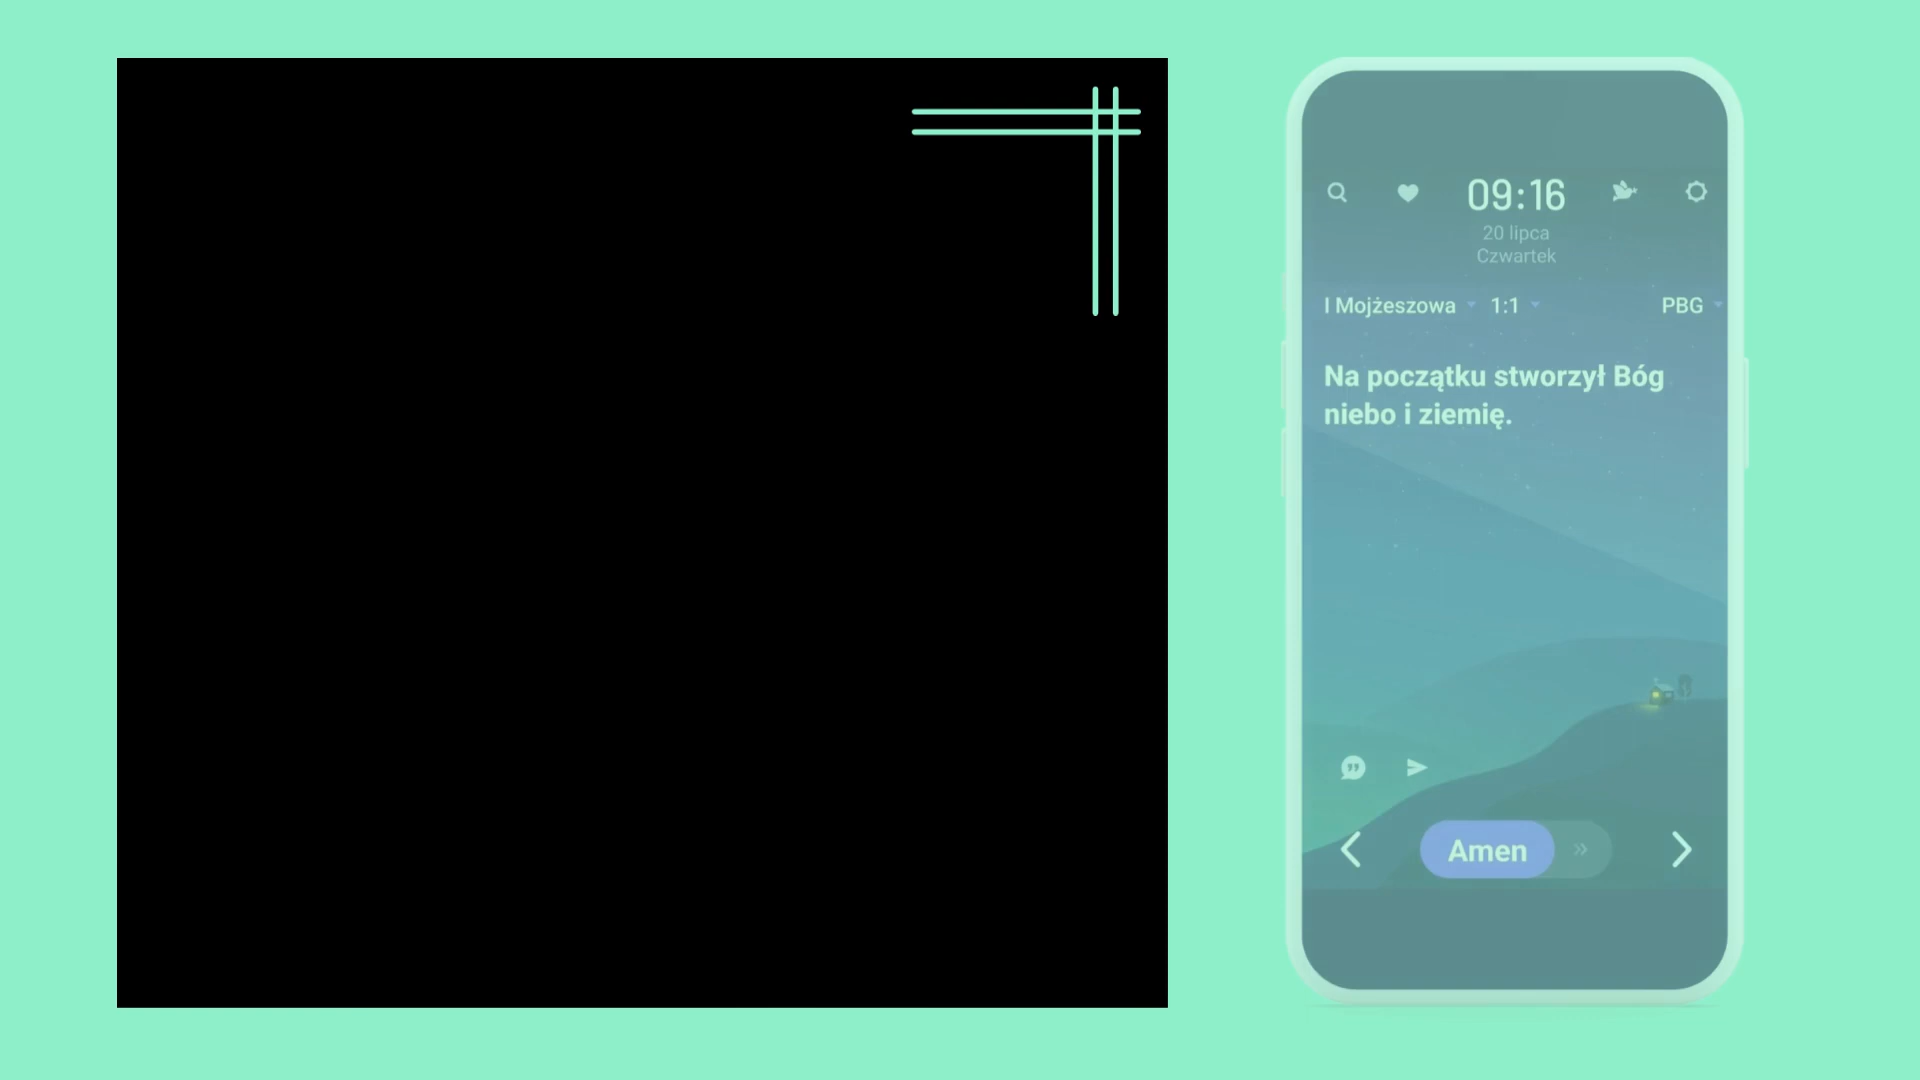 09:16
20 lipca
Czwartek
I Mojżeszowa 1:1 PBG
Na początku stworzył Bóg
niebo i ziemię.
Amen